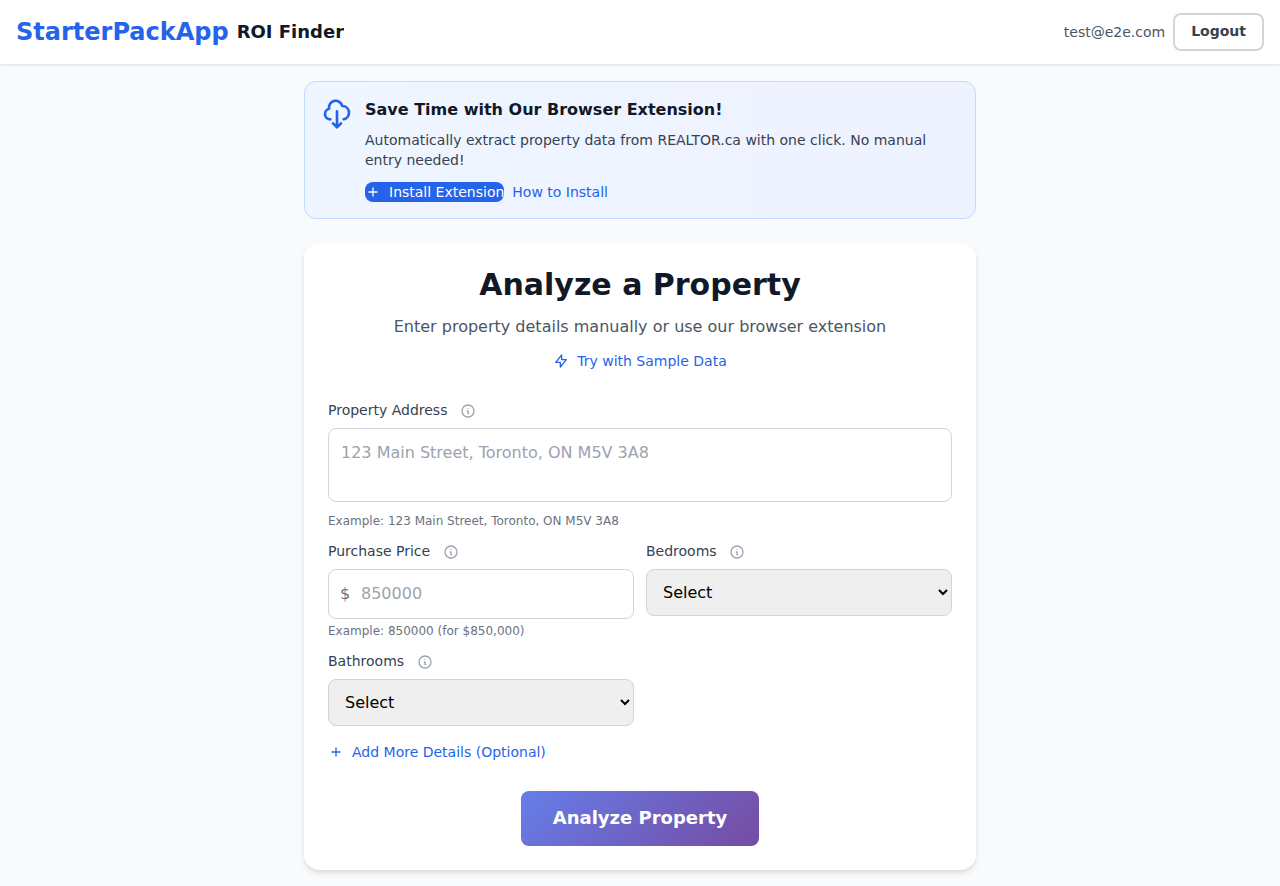 StarterPackApp ROI Finder
test@e2e.com Logout
Save Time with Our Browser Extension!
Automatically extract property data from REALTOR.ca with one click. No manual
entry needed!
Install Extension How to Install
Analyze a Property
Enter property details manually or use our browser extension
Try with Sample Data
Property Address
123 Main Street, Toronto, ON M5V 3A8
Example: 123 Main Street, Toronto, ON M5V 3A8
Purchase Price Bedrooms
$ 850000 Select
Example: 850000 (for $850,000)
Bathrooms
Select
+ Add More Details (Optional)
Analyze Property